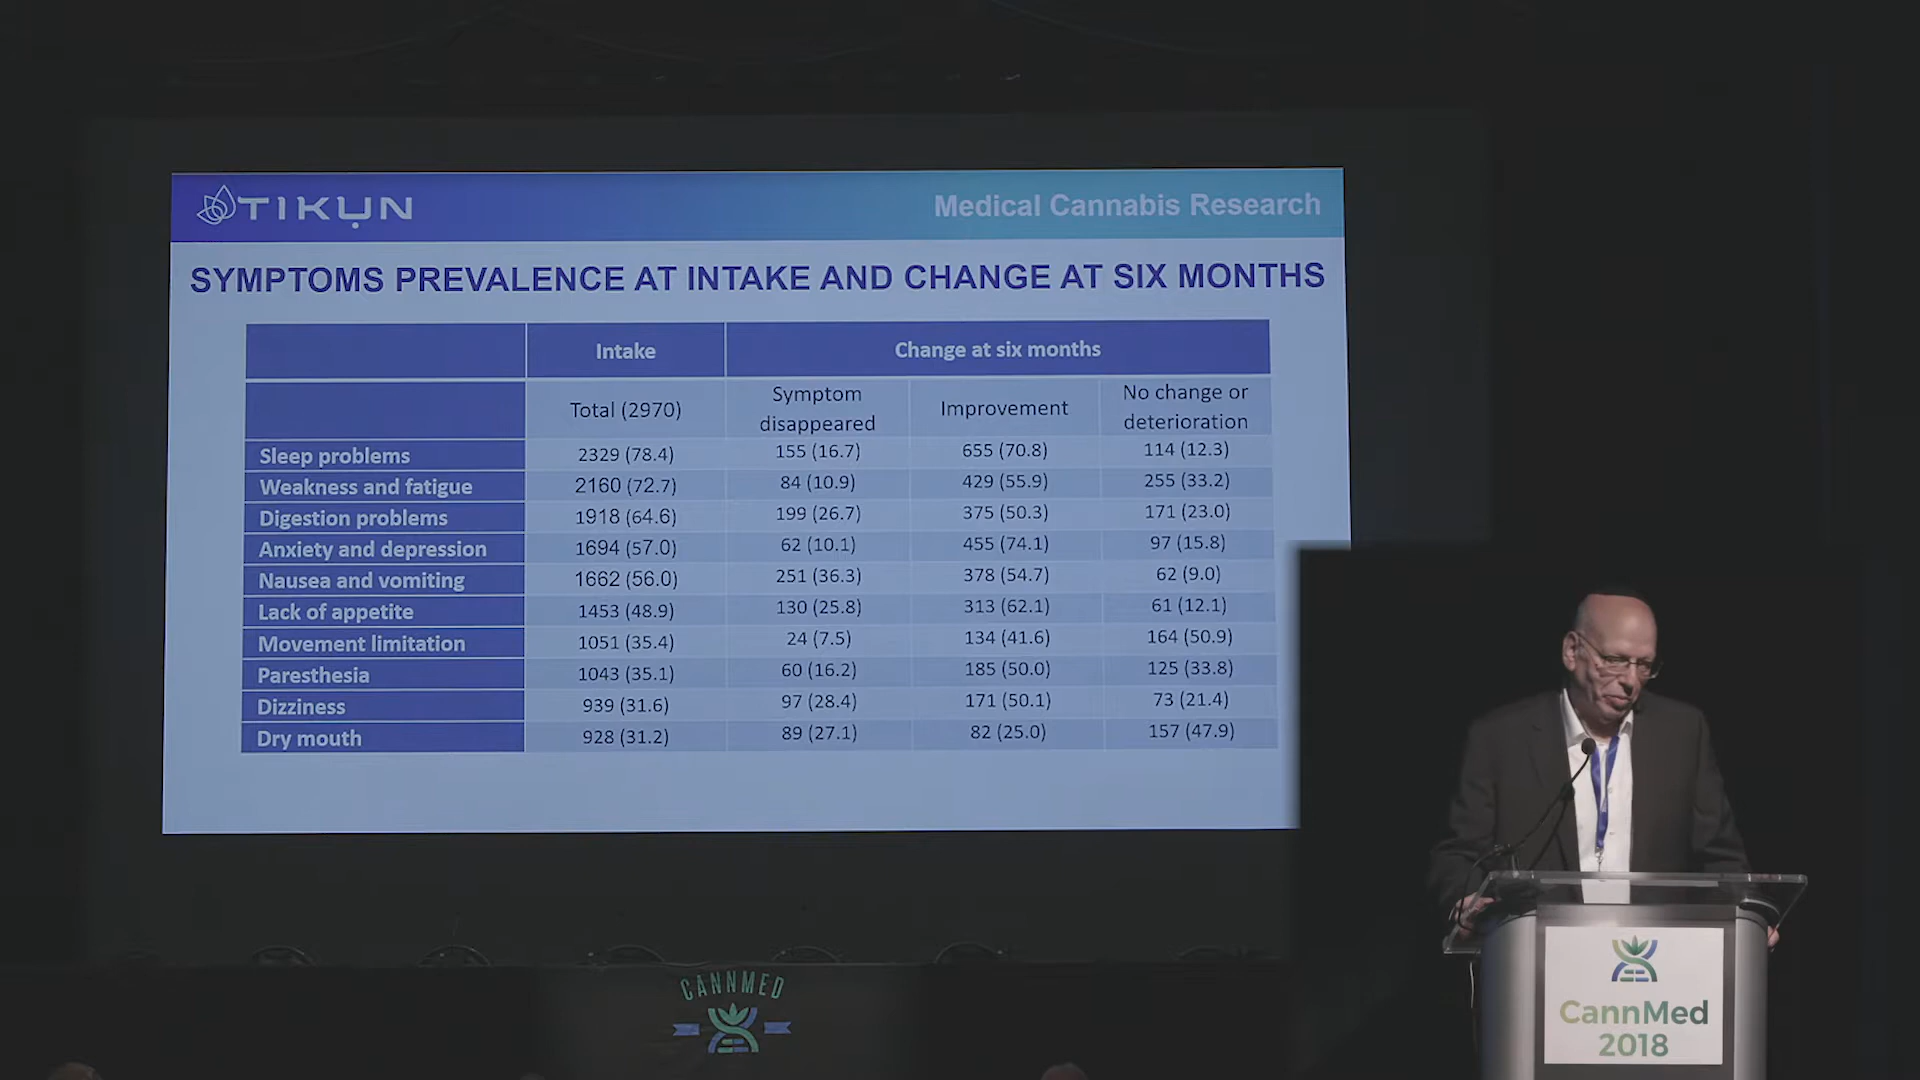 TIKUN
Medical Cannabis Research
SYMPTOMS PREVALENCE AT INTAKE AND CHANGE AT SIX MONTHS
Intake Change at six months
Total (2970) Symptom disappeared Improvement No change or deterioration
Sleep problems 2329 (78.4) 155 (16.7) 655 (70.8) 114 (12.3)
Weakness and fatigue 2160 (72.7) 84 (10.9) 429 (55.9) 255 (33.2)
Digestion problems 1918 (64.6) 199 (26.7) 375 (50.3) 171 (23.0)
Anxiety and depression 1694 (57.0) 62 (10.1) 455 (74.1) 97 (15.8)
Nausea and vomiting 1662 (56.0) 251 (36.3) 378 (54.7) 62 (9.0)
Lack of appetite 1453 (48.9) 130 (25.8) 313 (62.1) 61 (12.1)
Movement limitation 1051 (35.4) 24 (7.5) 134 (41.6) 164 (50.9)
Paresthesia 1043 (35.1) 60 (16.2) 185 (50.0) 125 (33.8)
Dizziness 939 (31.6) 97 (28.4) 171 (50.1) 73 (21.4)
Dry mouth 928 (31.2) 89 (27.1) 82 (25.0) 157 (47.9)
CANNMED
CannMed
2018